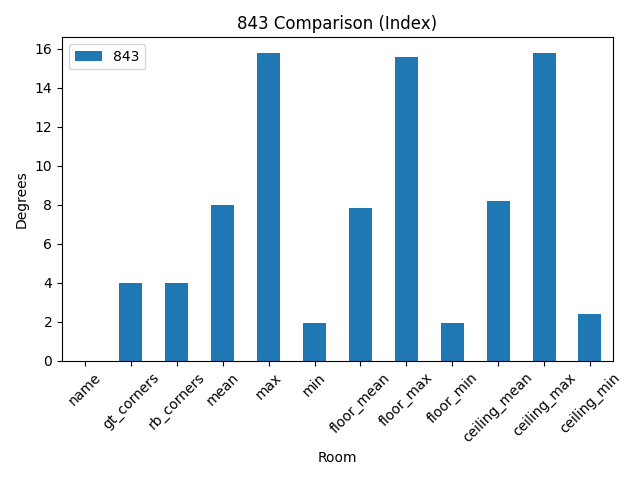 843 Comparison (Index)
843
Degrees
16
14
12
10
8
6
4
2
0
name
gt_corners
rb_corners
mean
max
min
floor_mean
floor_max
floor_min
ceiling_mean
ceiling_max
ceiling_min
Room